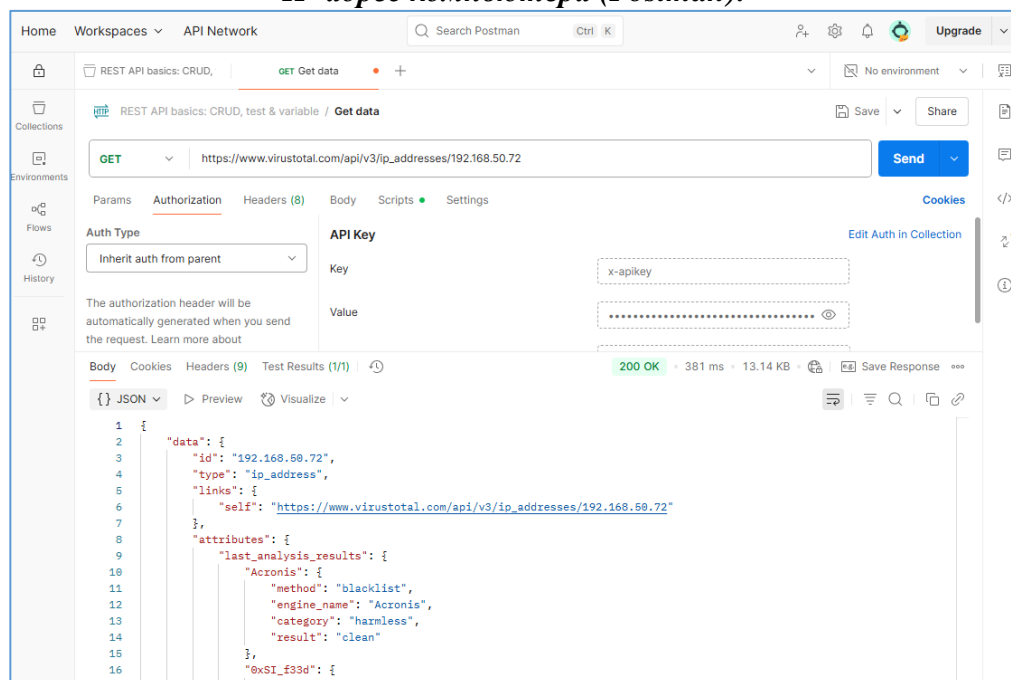 IP-адрес компьютера (Postman).
Home Workspaces API Network Search Postman Ctrl K Upgrade
REST API basics: CRUD, GET Get data No environment
HTTP REST API basics: CRUD, test & variable / Get data Save Share
Collections
GET https://www.virustotal.com/api/v3/ip_addresses/192.168.50.72 Send
Environments
Params Authorization Headers (8) Body Scripts Settings Cookies
Flows
Auth Type API Key Edit Auth in Collection
Inherit auth from parent Key x-apikey
History
The authorization header will be
automatically generated when you send
the request. Learn more about
Value
Body Cookies Headers (9) Test Results (1/1) 200 OK 381 ms 13.14 KB e.g. Save Response
{} JSON Preview Visualize
1 {
2 "data": {
3 "id": "192.168.50.72",
4 "type": "ip_address",
5 "links": {
6 "self": "https://www.virustotal.com/api/v3/ip_addresses/192.168.50.72"
7 },
8 "attributes": {
9 "last_analysis_results": {
10 "Acronis": {
11 "method": "blacklist",
12 "engine_name": "Acronis",
13 "category": "harmless",
14 "result": "clean"
15 },
16 "0xSI_f33d": {